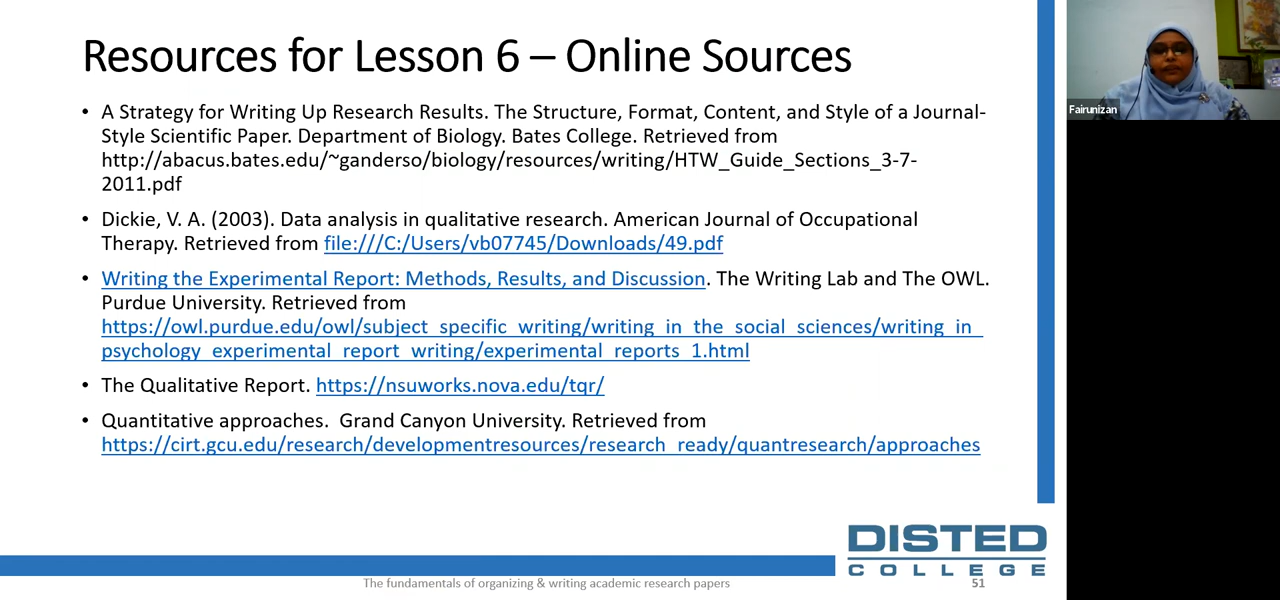 Resources for Lesson 6 – Online Sources
• A Strategy for Writing Up Research Results. The Structure, Format, Content, and Style of a Journal-
Style Scientific Paper. Department of Biology. Bates College. Retrieved from
http://abacus.bates.edu/~ganderso/biology/resources/writing/HTW_Guide_Sections_3-7-
2011.pdf
• Dickie, V. A. (2003). Data analysis in qualitative research. American Journal of Occupational
Therapy. Retrieved from file:///C:/Users/vb07745/Downloads/49.pdf
• Writing the Experimental Report: Methods, Results, and Discussion. The Writing Lab and The OWL.
Purdue University. Retrieved from
https://owl.purdue.edu/owl/subject_specific_writing/writing_in_the_social_sciences/writing_in_
psychology_experimental_report_writing/experimental_reports_1.html
• The Qualitative Report. https://nsuworks.nova.edu/tqr/
• Quantitative approaches. Grand Canyon University. Retrieved from
https://cirt.gcu.edu/research/developmentresources/research_ready/quantresearch/approaches
DISTED
COLLEGE
The fundamentals of organizing & writing academic research papers
51
Fairunizan